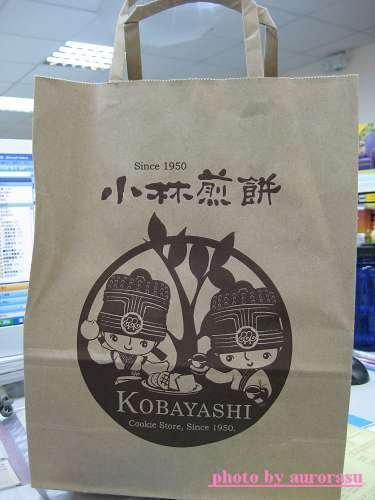 Since 1950
小林煎餅
KOBAYASHI
Cookie Store, Since 1950.
photo by aurorasu